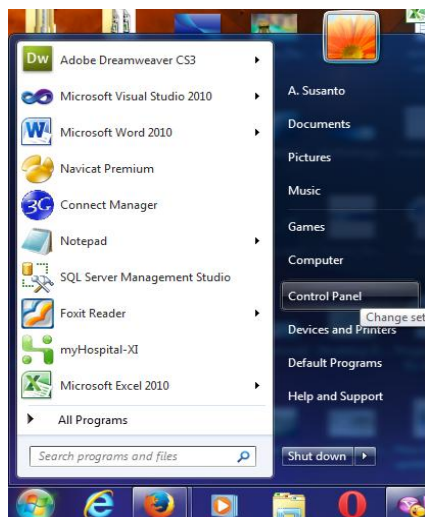 Dw Adobe Dreamweaver CS3
Microsoft Visual Studio 2010
Microsoft Word 2010
Navicat Premium
3G Connect Manager
Notepad
SQL Server Management Studio
Foxit Reader
myHospital-XI
Microsoft Excel 2010
All Programs
Search programs and files
A. Susanto
Documents
Pictures
Music
Games
Computer
Control Panel
Change set
Devices and Printers
Default Programs
Help and Support
Shut down